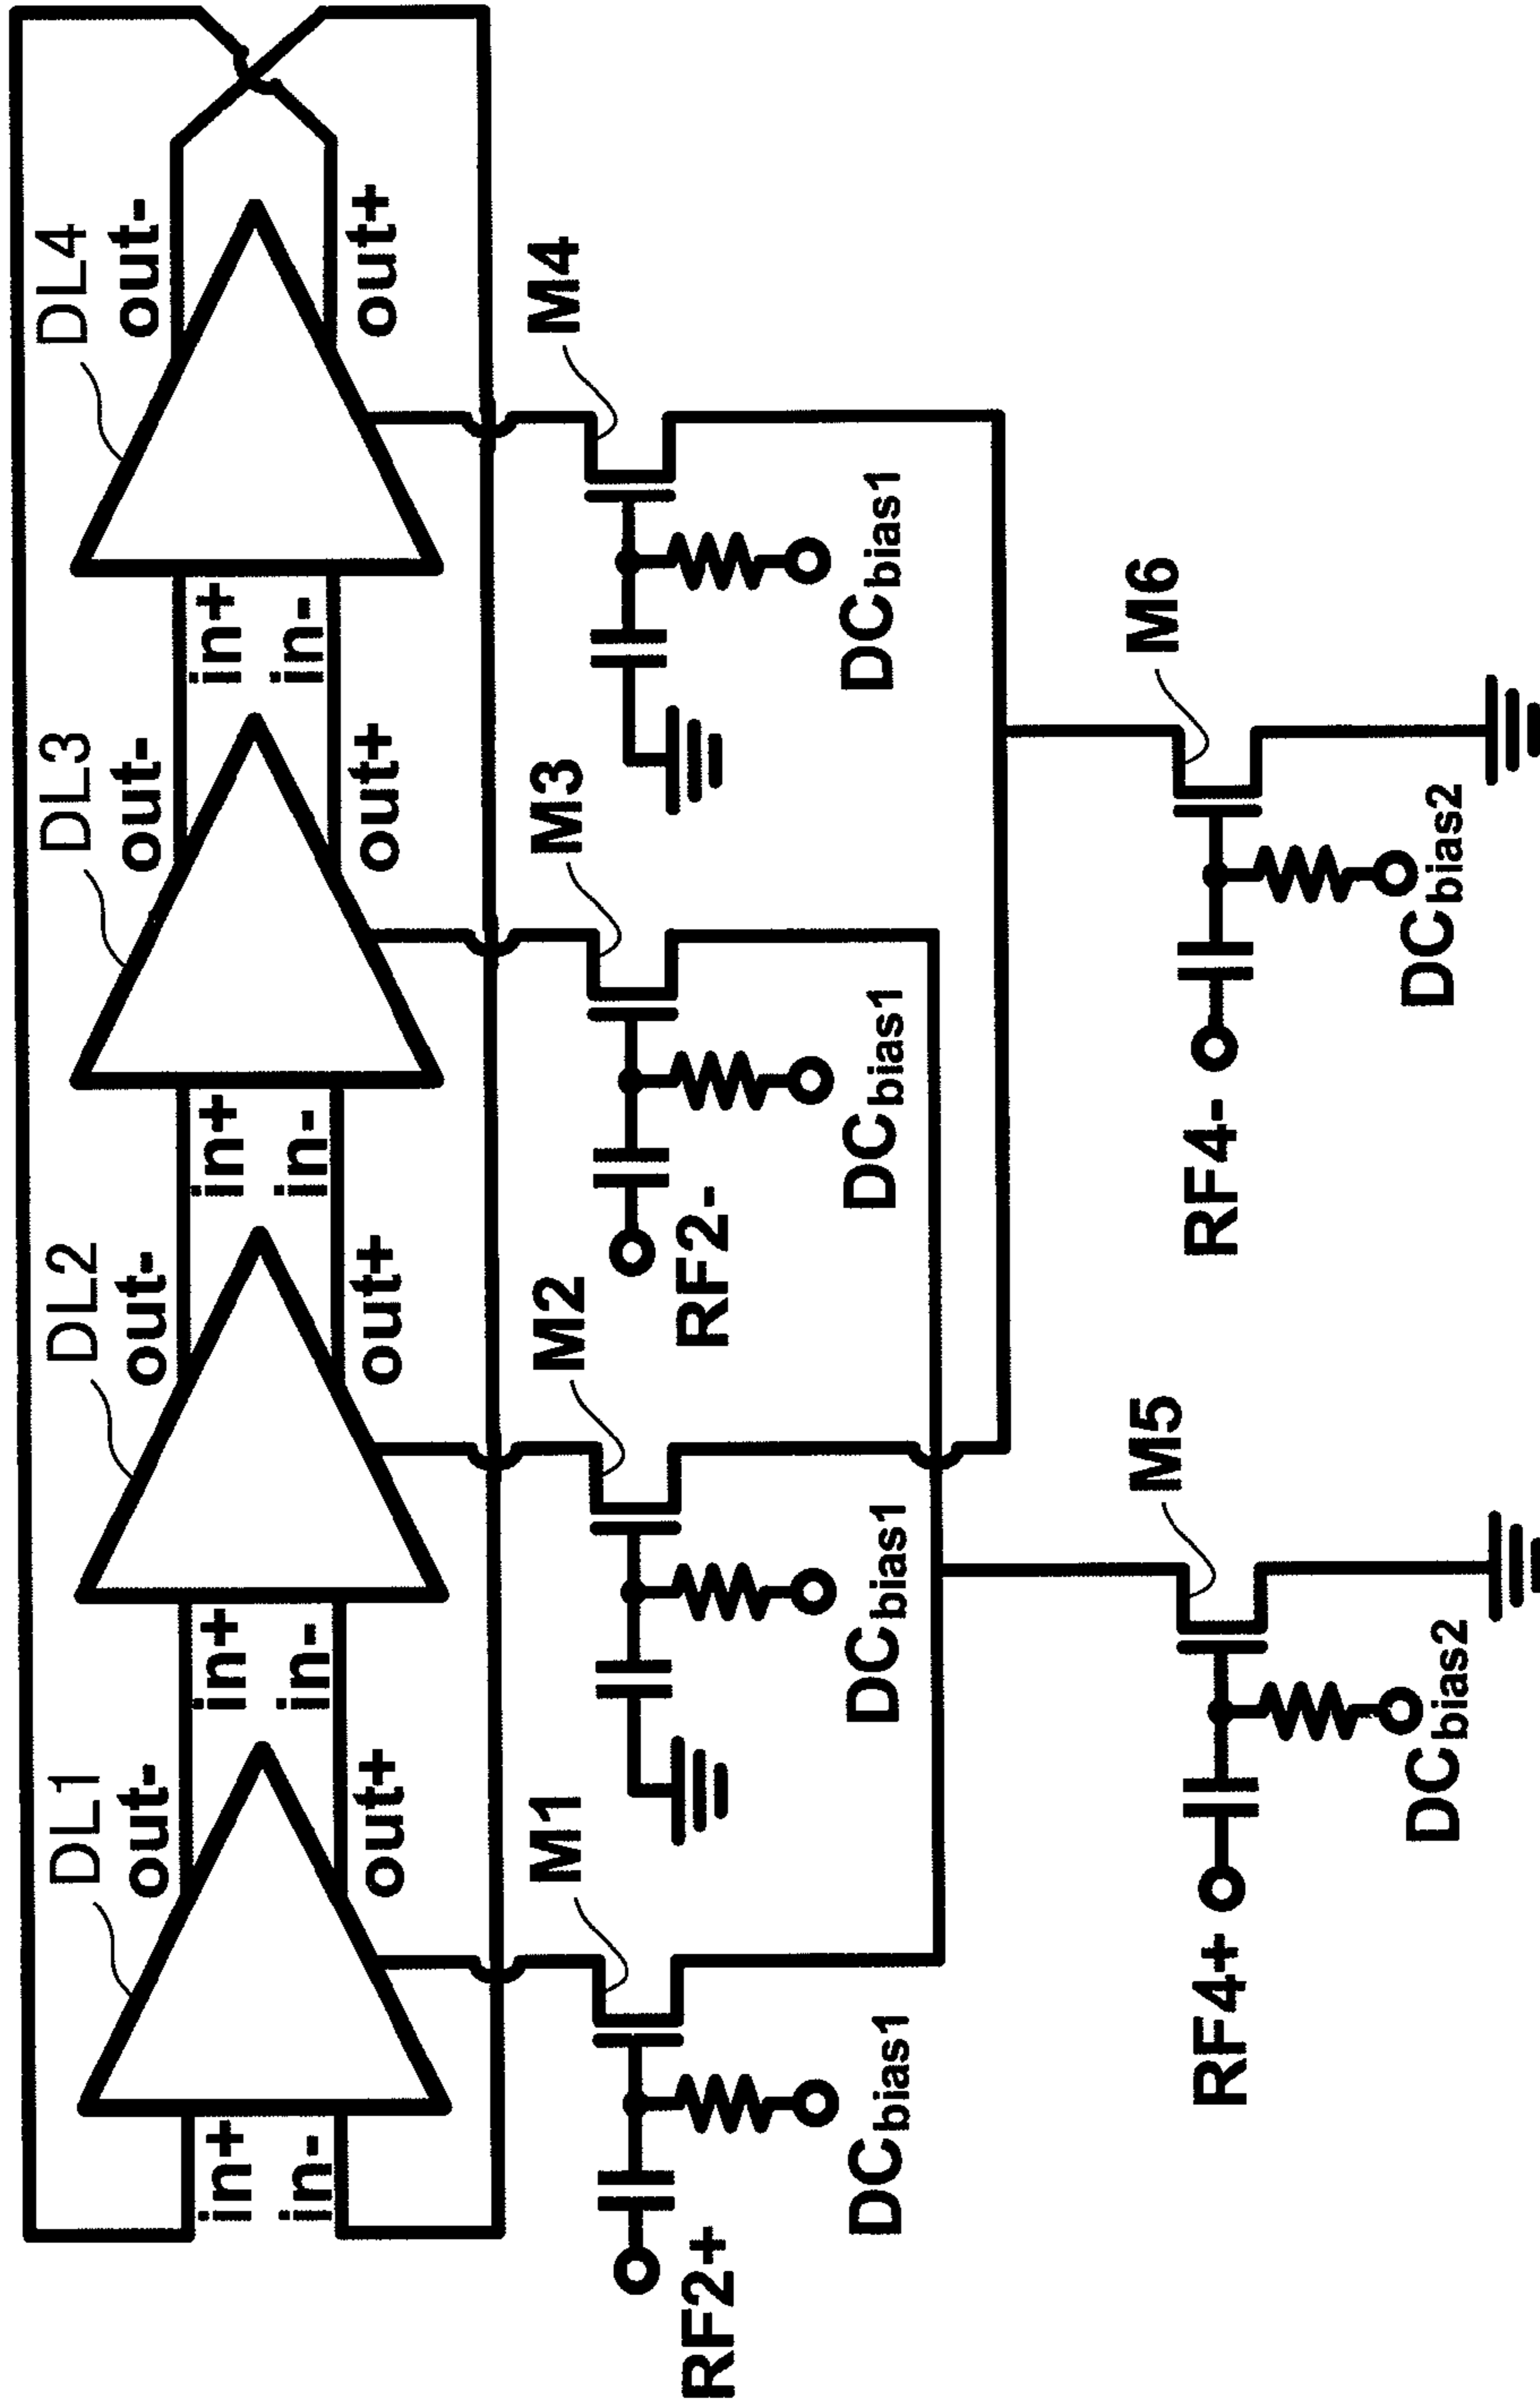 DL1
DL2
DL3
DL4
out-
out-
out-
out-
in+
in+
in+
in+
in-
in-
in-
in-
out+
out+
out+
out+
M1
M2
M3
M4
RF2+
RF2-
DCbias1
DCbias1
DCbias1
DCbias1
M5
M6
RF4+
RF4-
DCbias2
DCbias2